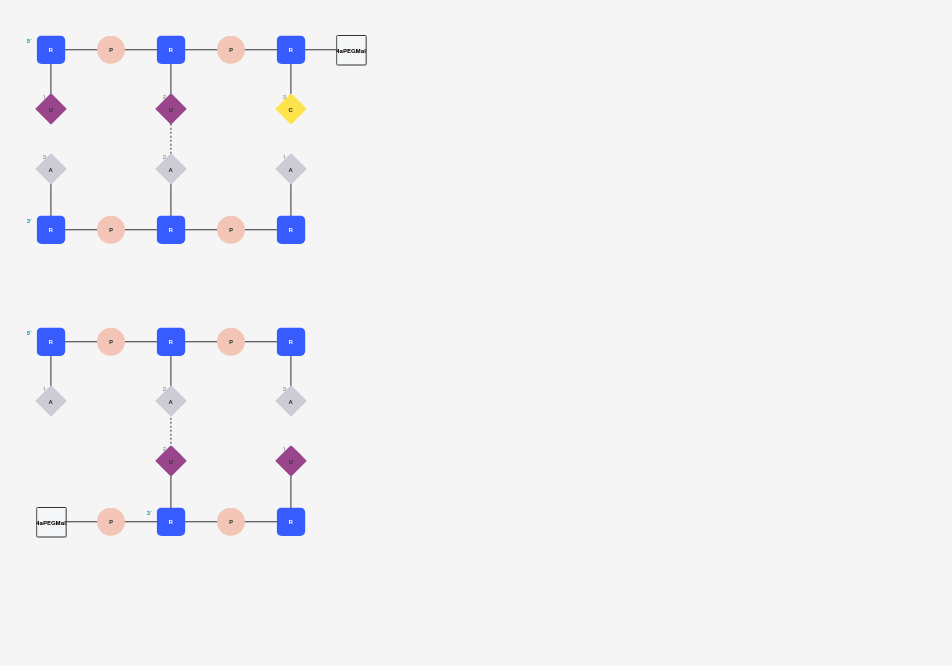 5' R P R P R 4aPEGMal
1 U 2 U 3 C
3 A 2 A 1 A
3' R P R P R
5' R P R P R
1 A 2 A 3 A
2 U 1 U
4aPEGMal P 3' R P R